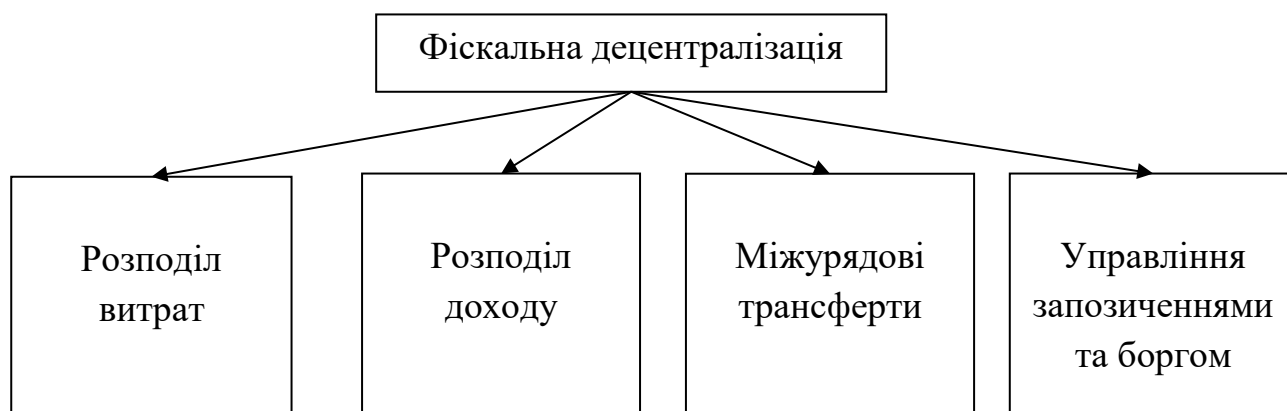 Фіскальна децентралізація
Розподіл
витрат
Розподіл
доходу
Міжурядові
трансферти
Управління
запозиченнями
та боргом